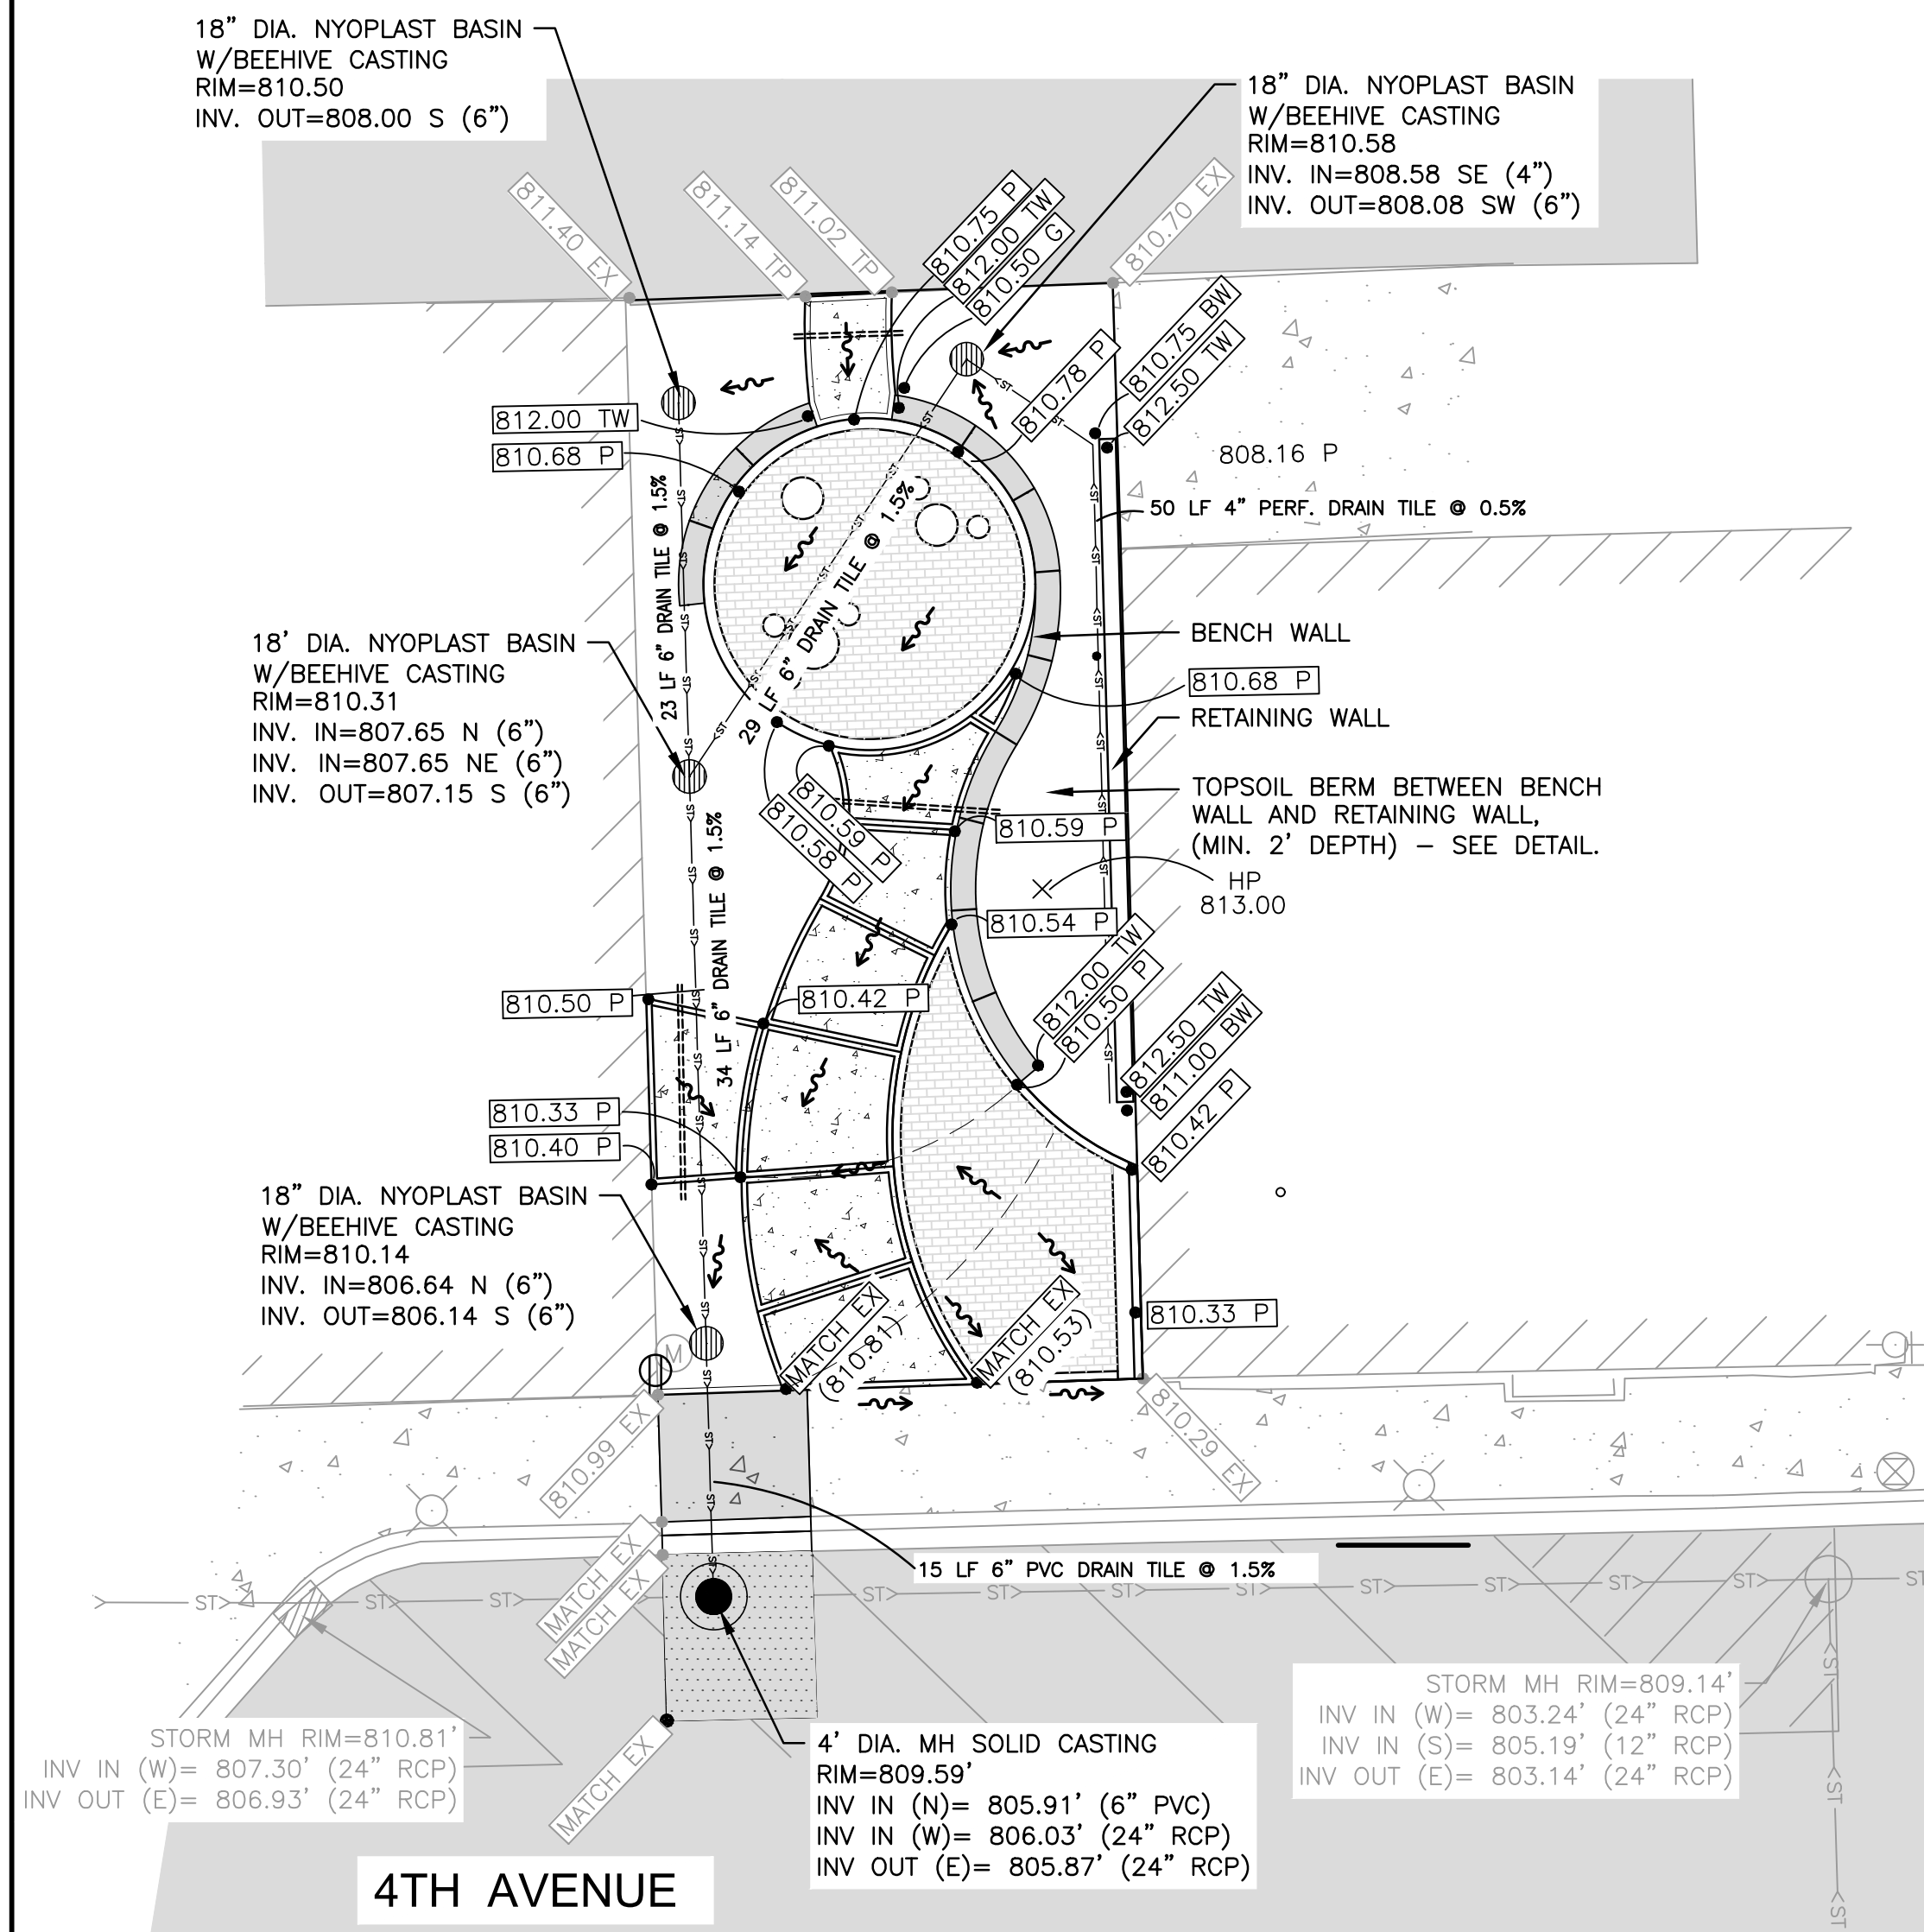 18” DIA. NYOPLAST BASIN
W/BEEHIVE CASTING
RIM=810.50
INV. OUT=808.00 S (6”)
18” DIA. NYOPLAST BASIN
W/BEEHIVE CASTING
RIM=810.58
INV. IN=808.58 SE (4”)
INV. OUT=808.08 SW (6”)
811.40 EX
811.14 TP
811.02 TP
810.75 P
812.00 TW
810.50 G
810.70 EX
810.78 P
810.75 BW
812.50 TW
812.00 TW
810.68 P
808.16 P
50 LF 4” PERF. DRAIN TILE @ 0.5%
23 LF 6” DRAIN TILE @ 1.5%
29 LF 6” DRAIN TILE @ 1.5%
18’ DIA. NYOPLAST BASIN
W/BEEHIVE CASTING
RIM=810.31
INV. IN=807.65 N (6”)
INV. IN=807.65 NE (6”)
INV. OUT=807.15 S (6”)
BENCH WALL
810.68 P
RETAINING WALL
TOPSOIL BERM BETWEEN BENCH
WALL AND RETAINING WALL,
(MIN. 2’ DEPTH) – SEE DETAIL.
810.59 P
810.58 P
810.59 P
HP
813.00
810.54 P
34 LF 6” DRAIN TILE @ 1.5%
812.00 TW
810.50 P
810.50 P
810.42 P
812.50 TW
811.00 BW
810.42 P
810.33 P
810.40 P
18” DIA. NYOPLAST BASIN
W/BEEHIVE CASTING
RIM=810.14
INV. IN=806.64 N (6”)
INV. OUT=806.14 S (6”)
M
MATCH EX
(810.81)
MATCH EX
(810.53)
810.33 P
810.99 EX
810.29 EX
MATCH EX
MATCH EX
15 LF 6” PVC DRAIN TILE @ 1.5%
ST> ST> ST> ST> ST> ST> ST> ST> ST> ST
MATCH EX
STORM MH RIM=810.81’
INV IN (W)= 807.30’ (24” RCP)
INV OUT (E)= 806.93’ (24” RCP)
4’ DIA. MH SOLID CASTING
RIM=809.59’
INV IN (N)= 805.91’ (6” PVC)
INV IN (W)= 806.03’ (24” RCP)
INV OUT (E)= 805.87’ (24” RCP)
STORM MH RIM=809.14’
INV IN (W)= 803.24’ (24” RCP)
INV IN (S)= 805.19’ (12” RCP)
INV OUT (E)= 803.14’ (24” RCP)
4TH AVENUE